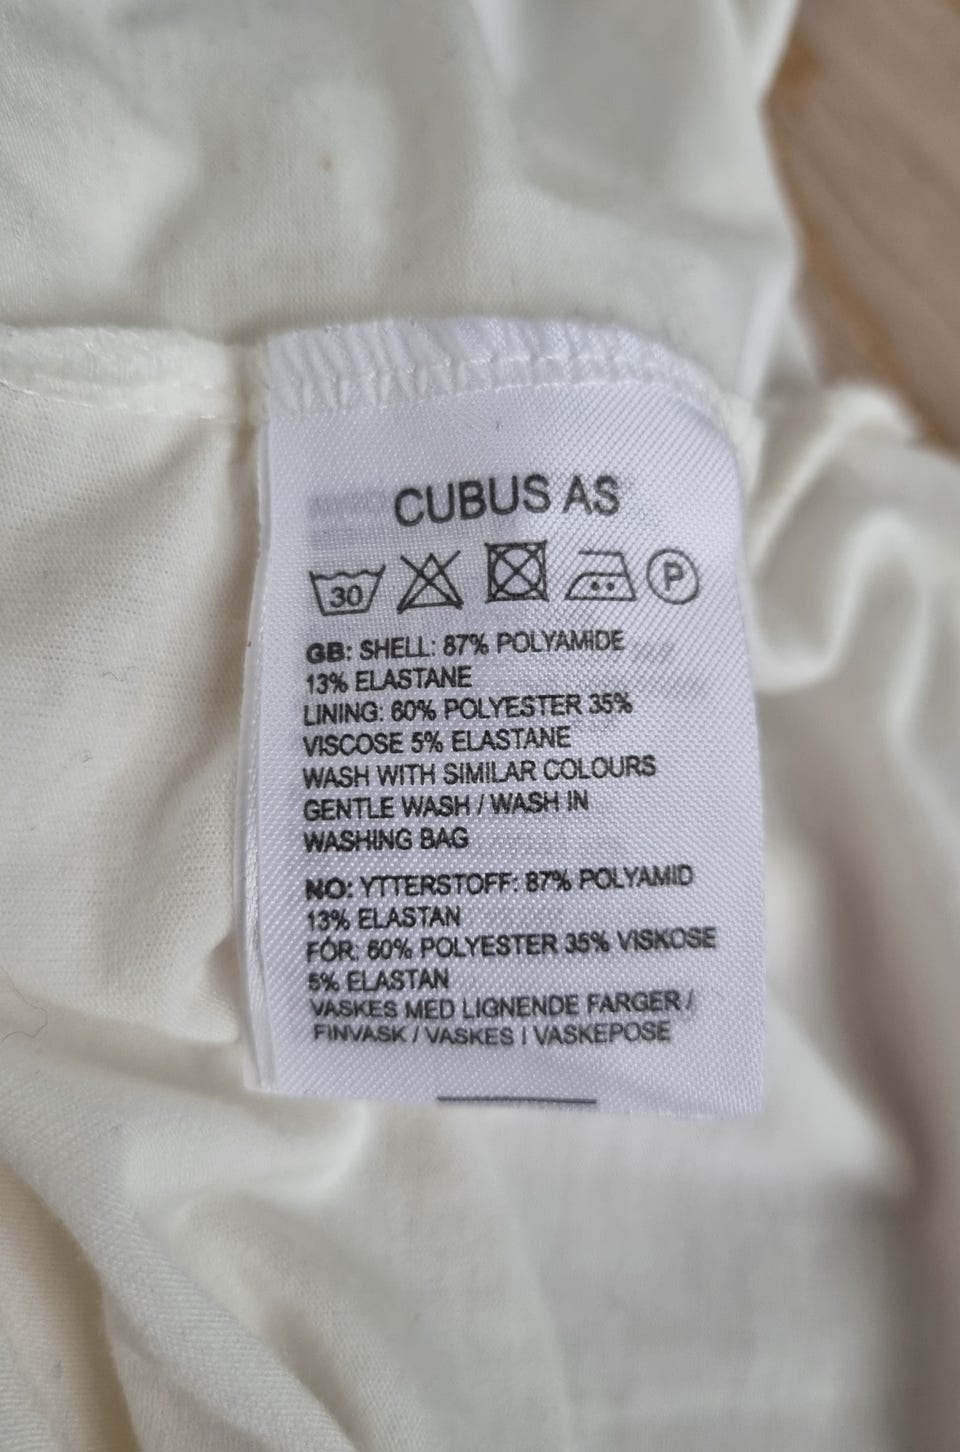 CUBUS AS
30 P
GB: SHELL: 87% POLYAMIDE
13% ELASTANE
LINING: 60% POLYESTER 35%
VISCOSE 5% ELASTANE
WASH WITH SIMILAR COLOURS
GENTLE WASH / WASH IN
WASHING BAG
NO: YTTERSTOFF: 87% POLYAMID
13% ELASTAN
FÓR: 60% POLYESTER 35% VISKOSE
5% ELASTAN
VASKES MED LIGNENDE FARGER /
FINVASK / VASKES I VASKEPOSE